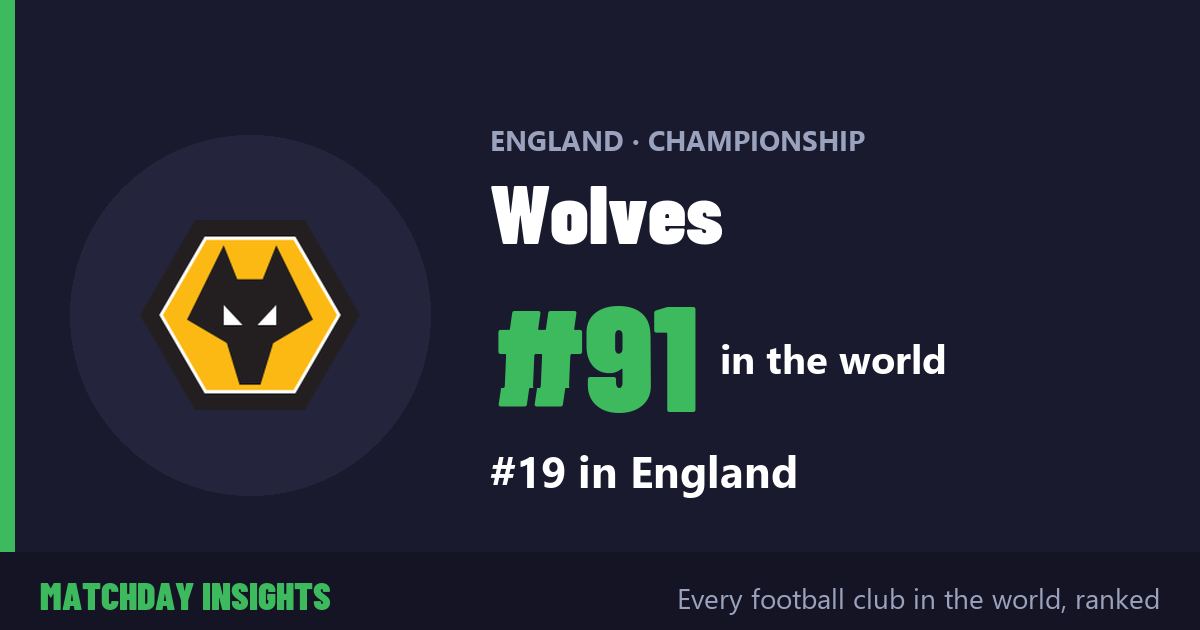 ENGLAND · CHAMPIONSHIP
Wolves
#91 in the world
#19 in England
MATCHDAY INSIGHTS
Every football club in the world, ranked